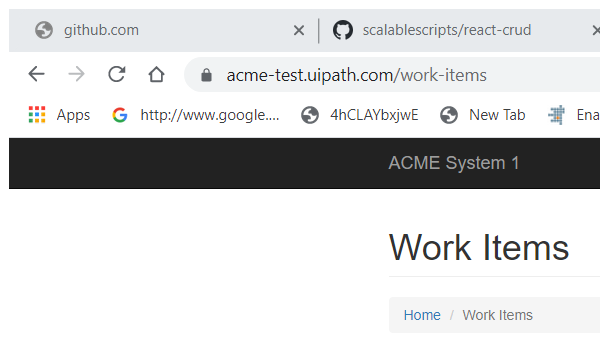 github.com scalablescripts/react-crud
acme-test.uipath.com/work-items
Apps http://www.google.... 4hCLAYbxjwE New Tab Ena
ACME System 1
Work Items
Home / Work Items